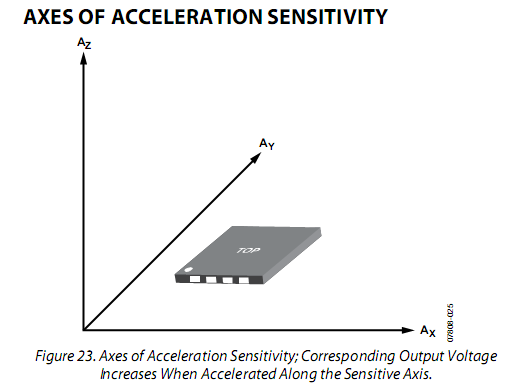 AXES OF ACCELERATION SENSITIVITY
AZ
AY
TOP
AX
07808-025
Figure 23. Axes of Acceleration Sensitivity; Corresponding Output Voltage
Increases When Accelerated Along the Sensitive Axis.